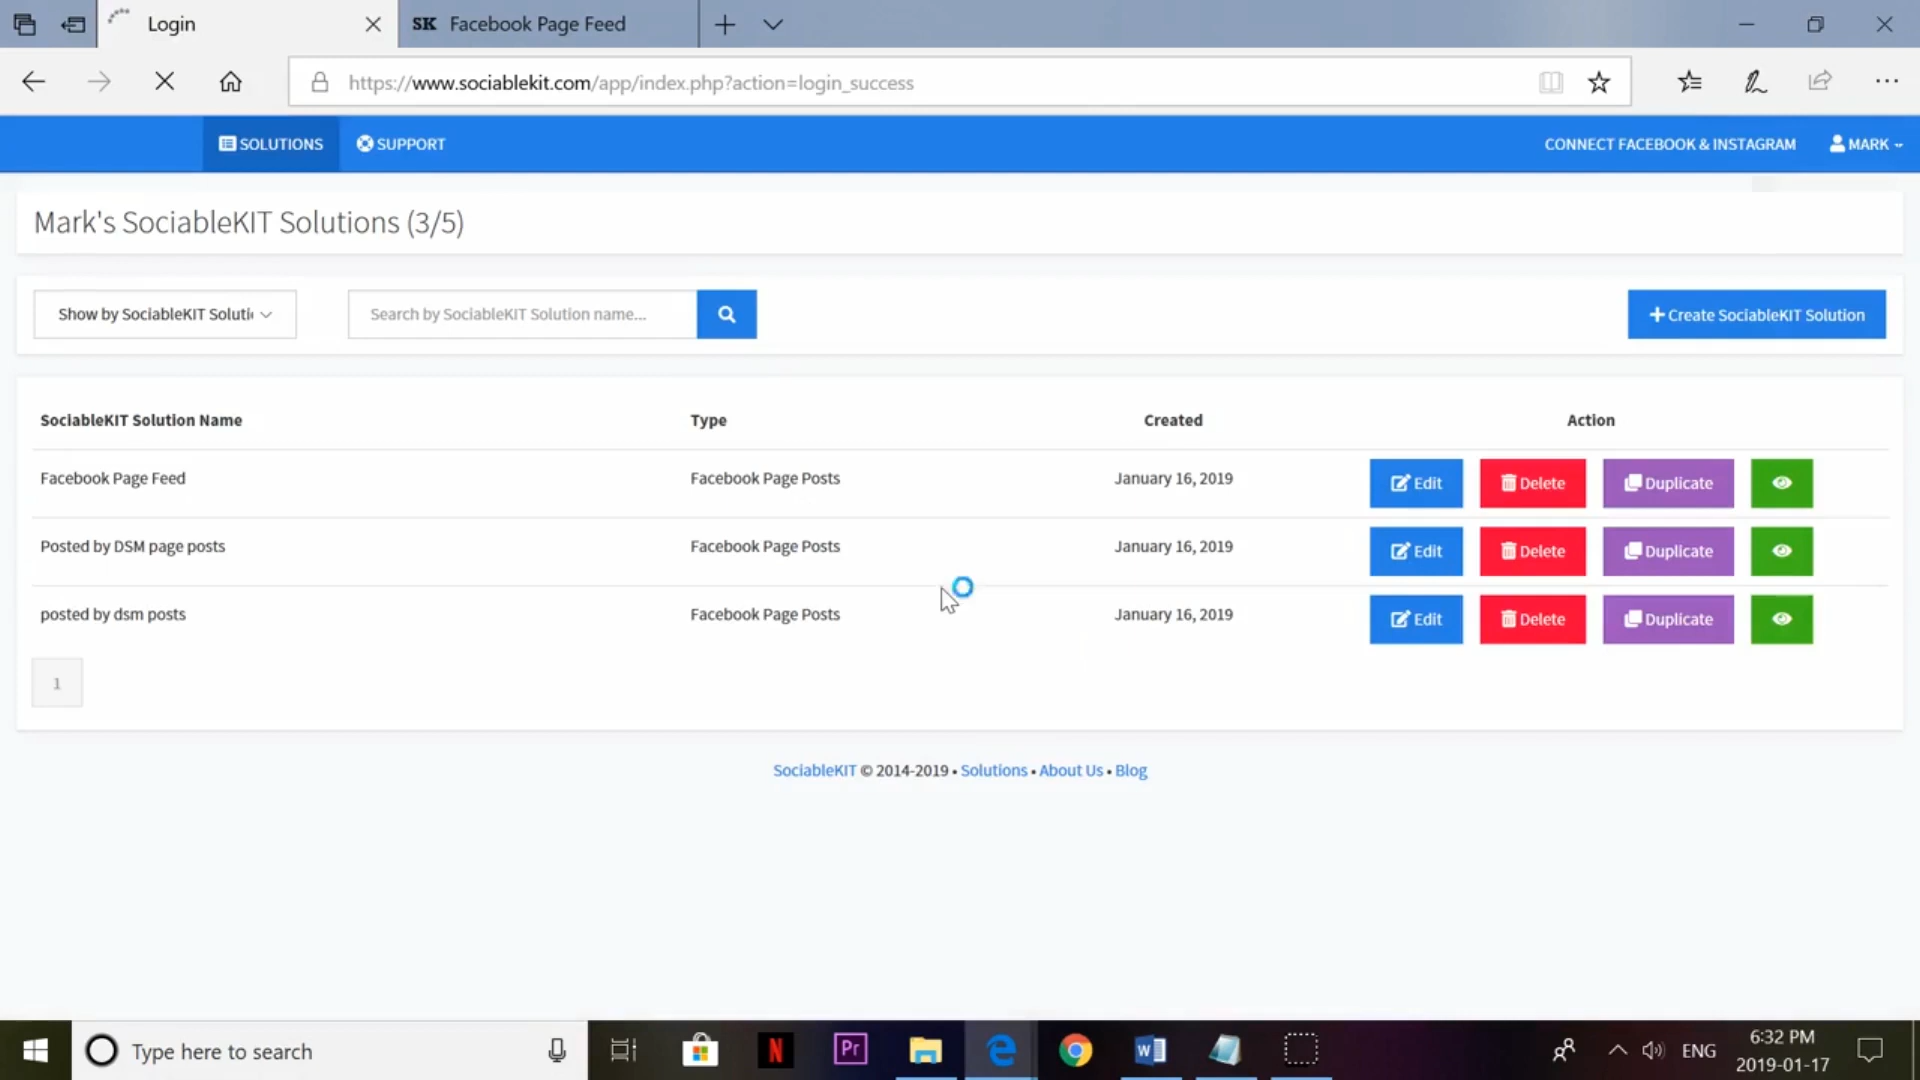 Login
SK Facebook Page Feed
https://www.sociablekit.com/app/index.php?action=login_success
SOLUTIONS
SUPPORT
CONNECT FACEBOOK & INSTAGRAM
MARK
Mark's SociableKIT Solutions (3/5)
Show by SociableKIT Soluti
Search by SociableKIT Solution name...
Create SociableKIT Solution
SociableKIT Solution Name Type Created Action
Facebook Page Feed Facebook Page Posts January 16, 2019 Edit Delete Duplicate
Posted by DSM page posts Facebook Page Posts January 16, 2019 Edit Delete Duplicate
posted by dsm posts Facebook Page Posts January 16, 2019 Edit Delete Duplicate
1
SociableKIT © 2014-2019 • Solutions • About Us • Blog
Type here to search
N
Pr
W
ENG
6:32 PM
2019-01-17